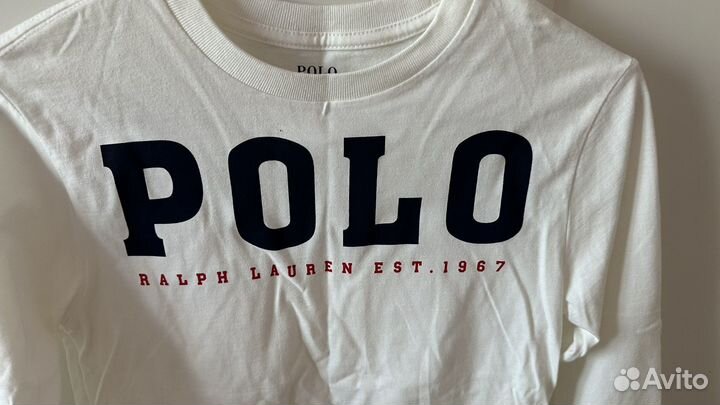 POLO
POLO
RALPH LAUREN EST. 1967
Avito